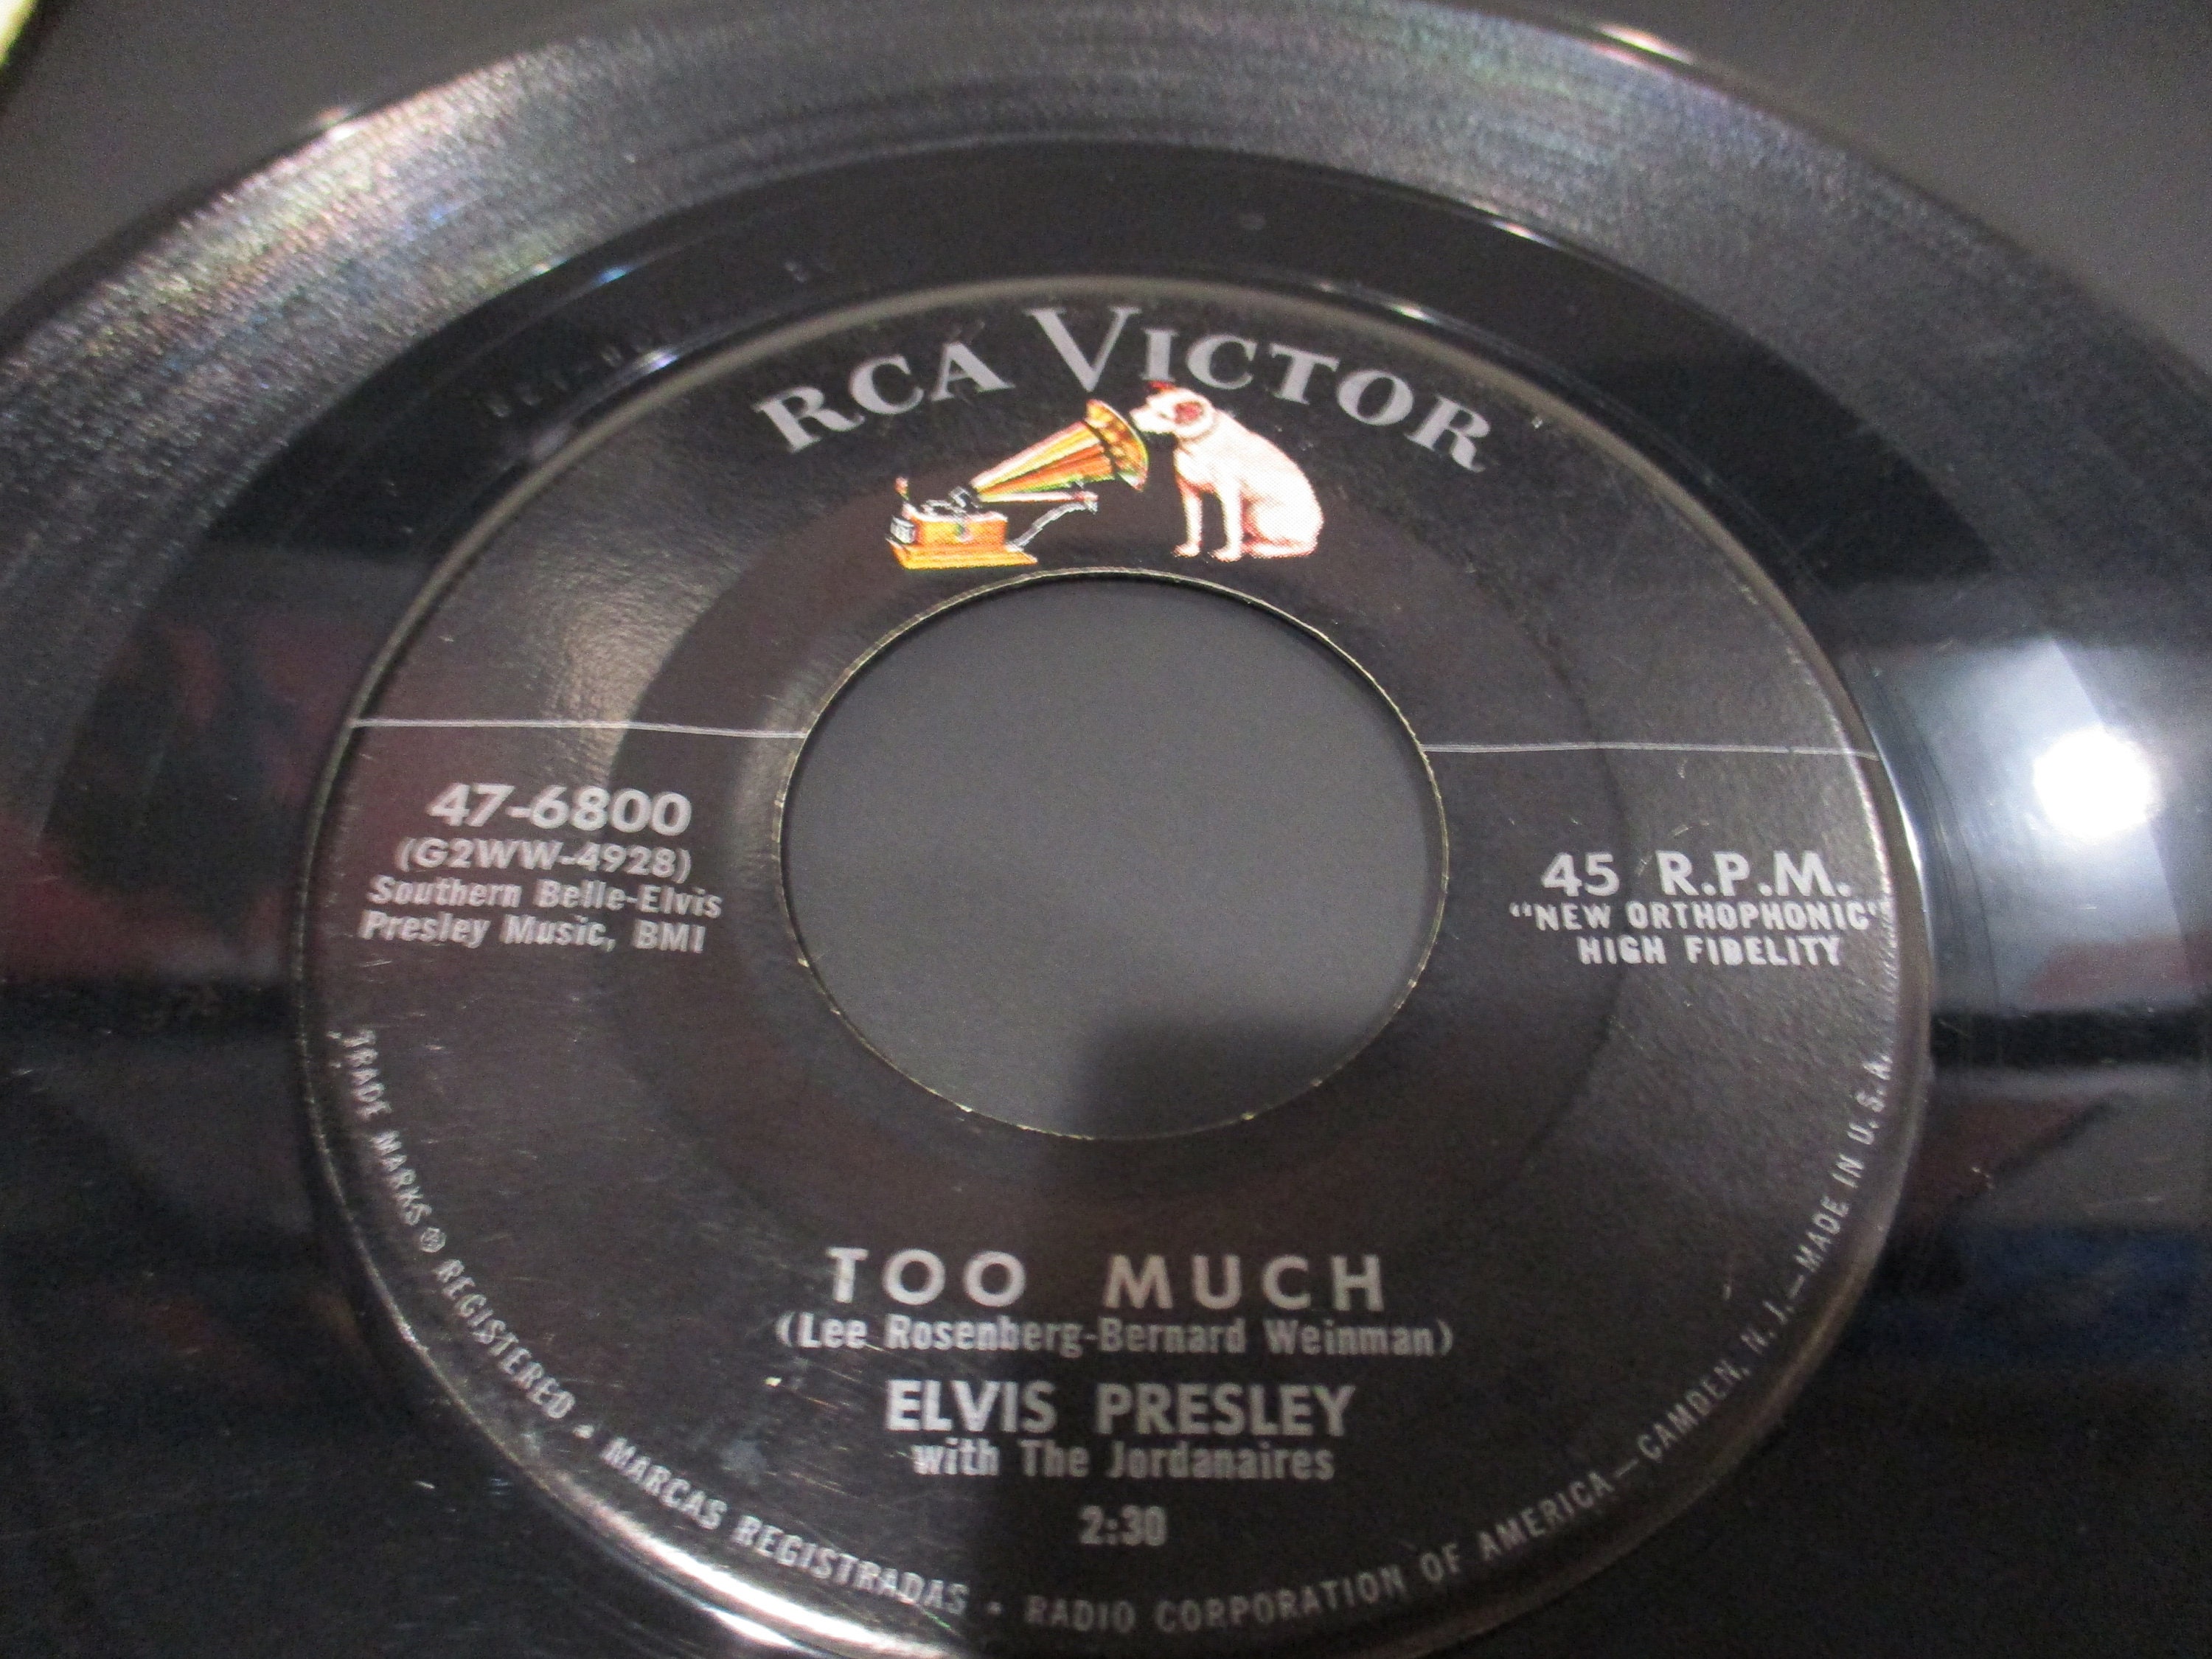 RCA VICTOR
47-6800
(G2WW-4928)
Southern Belle-Elvis
Presley Music, BMI
45 R.P.M.
"NEW ORTHOPHONIC"
HIGH FIDELITY
TOO MUCH
(Lee Rosenberg-Bernard Weinman)
ELVIS PRESLEY
with The Jordanaires
2:30
TRADE MARKS ® REGISTERED • MARCAS REGISTRADAS • RADIO CORPORATION OF AMERICA—CAMDEN, N. J.—MADE IN U.S.A.